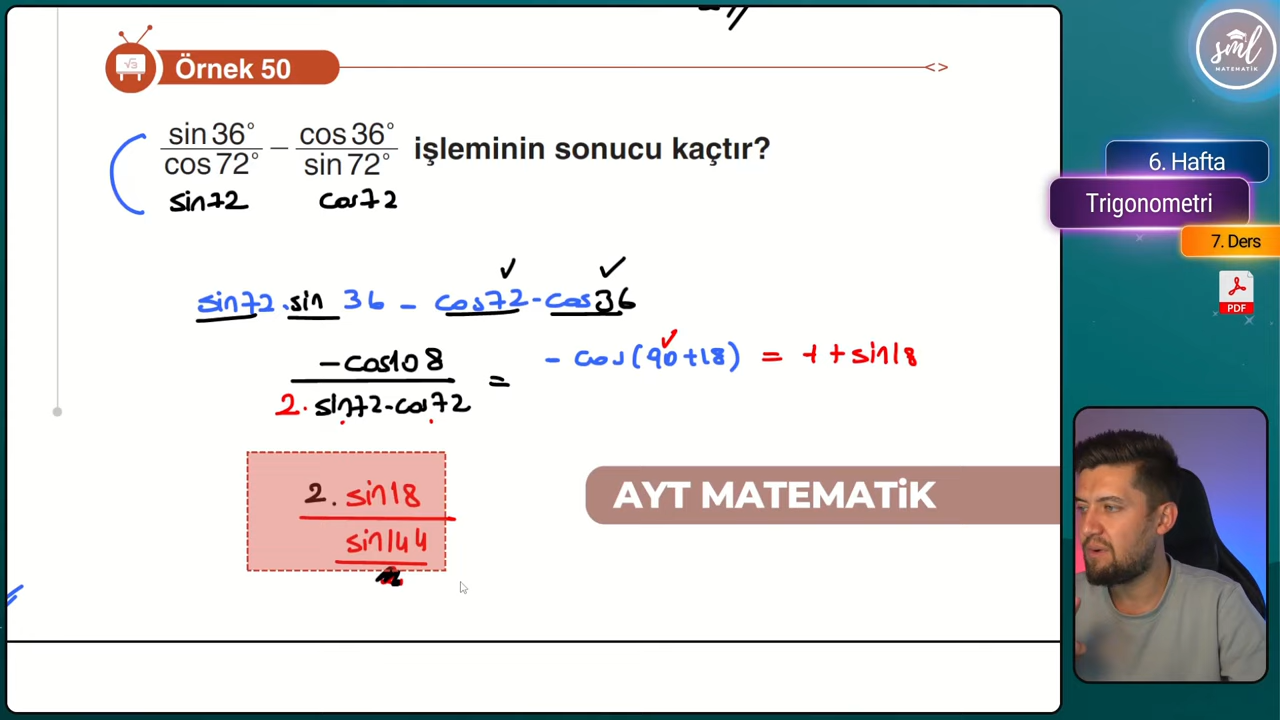 Örnek 50
sin 36° / cos 72° − cos 36° / sin 72° işleminin sonucu kaçtır?
sin72 cos72
sin72 . sin 36 - cos72 - cos36
-cos108 / 2. sin72-cos72 =
- cos(90+18) = + + sin18
2. sin18 / sin144
AYT MATEMATİK
sml
MATEMATİK
6. Hafta
Trigonometri
7. Ders
PDF